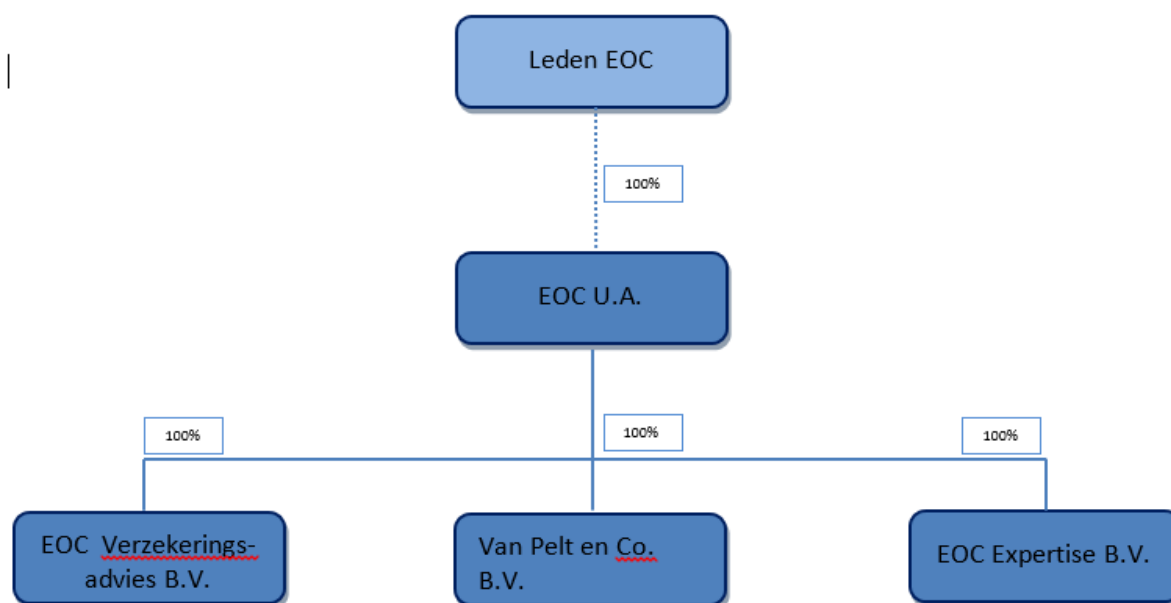 Leden EOC
100%
EOC U.A.
100%
100%
100%
EOC Verzekerings-
advies B.V.
Van Pelt en Co.
B.V.
EOC Expertise B.V.